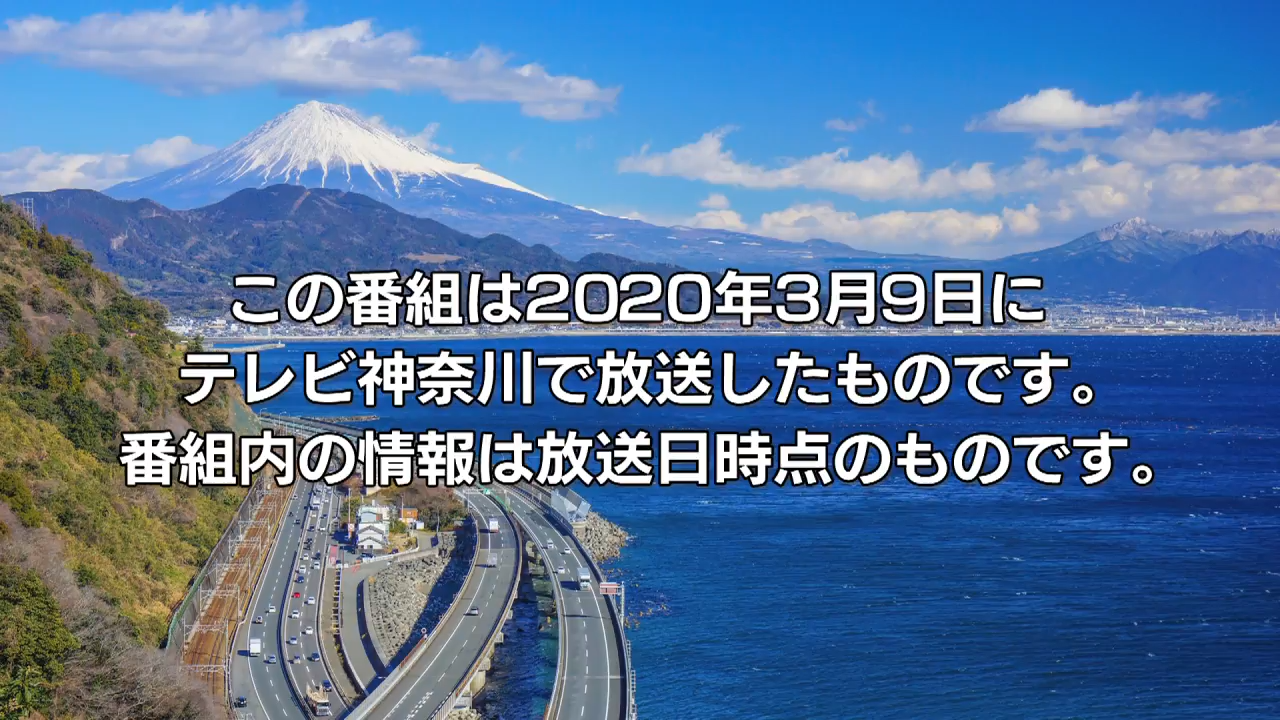 この番組は2020年3月9日に
テレビ神奈川で放送したものです。
番組内の情報は放送日時点のものです。